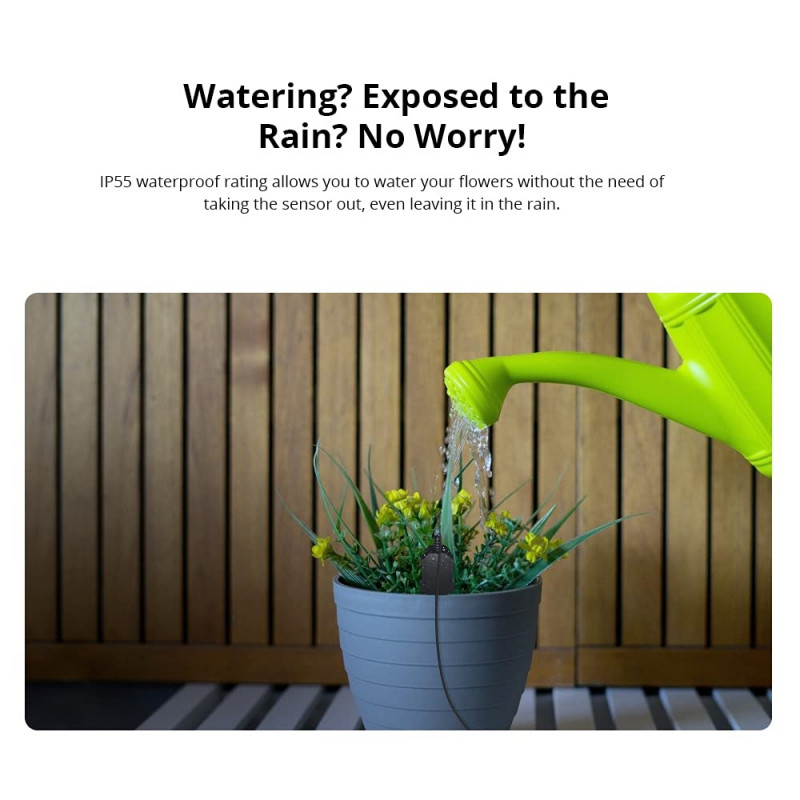 Watering? Exposed to the
Rain? No Worry!
IP55 waterproof rating allows you to water your flowers without the need of
taking the sensor out, even leaving it in the rain.